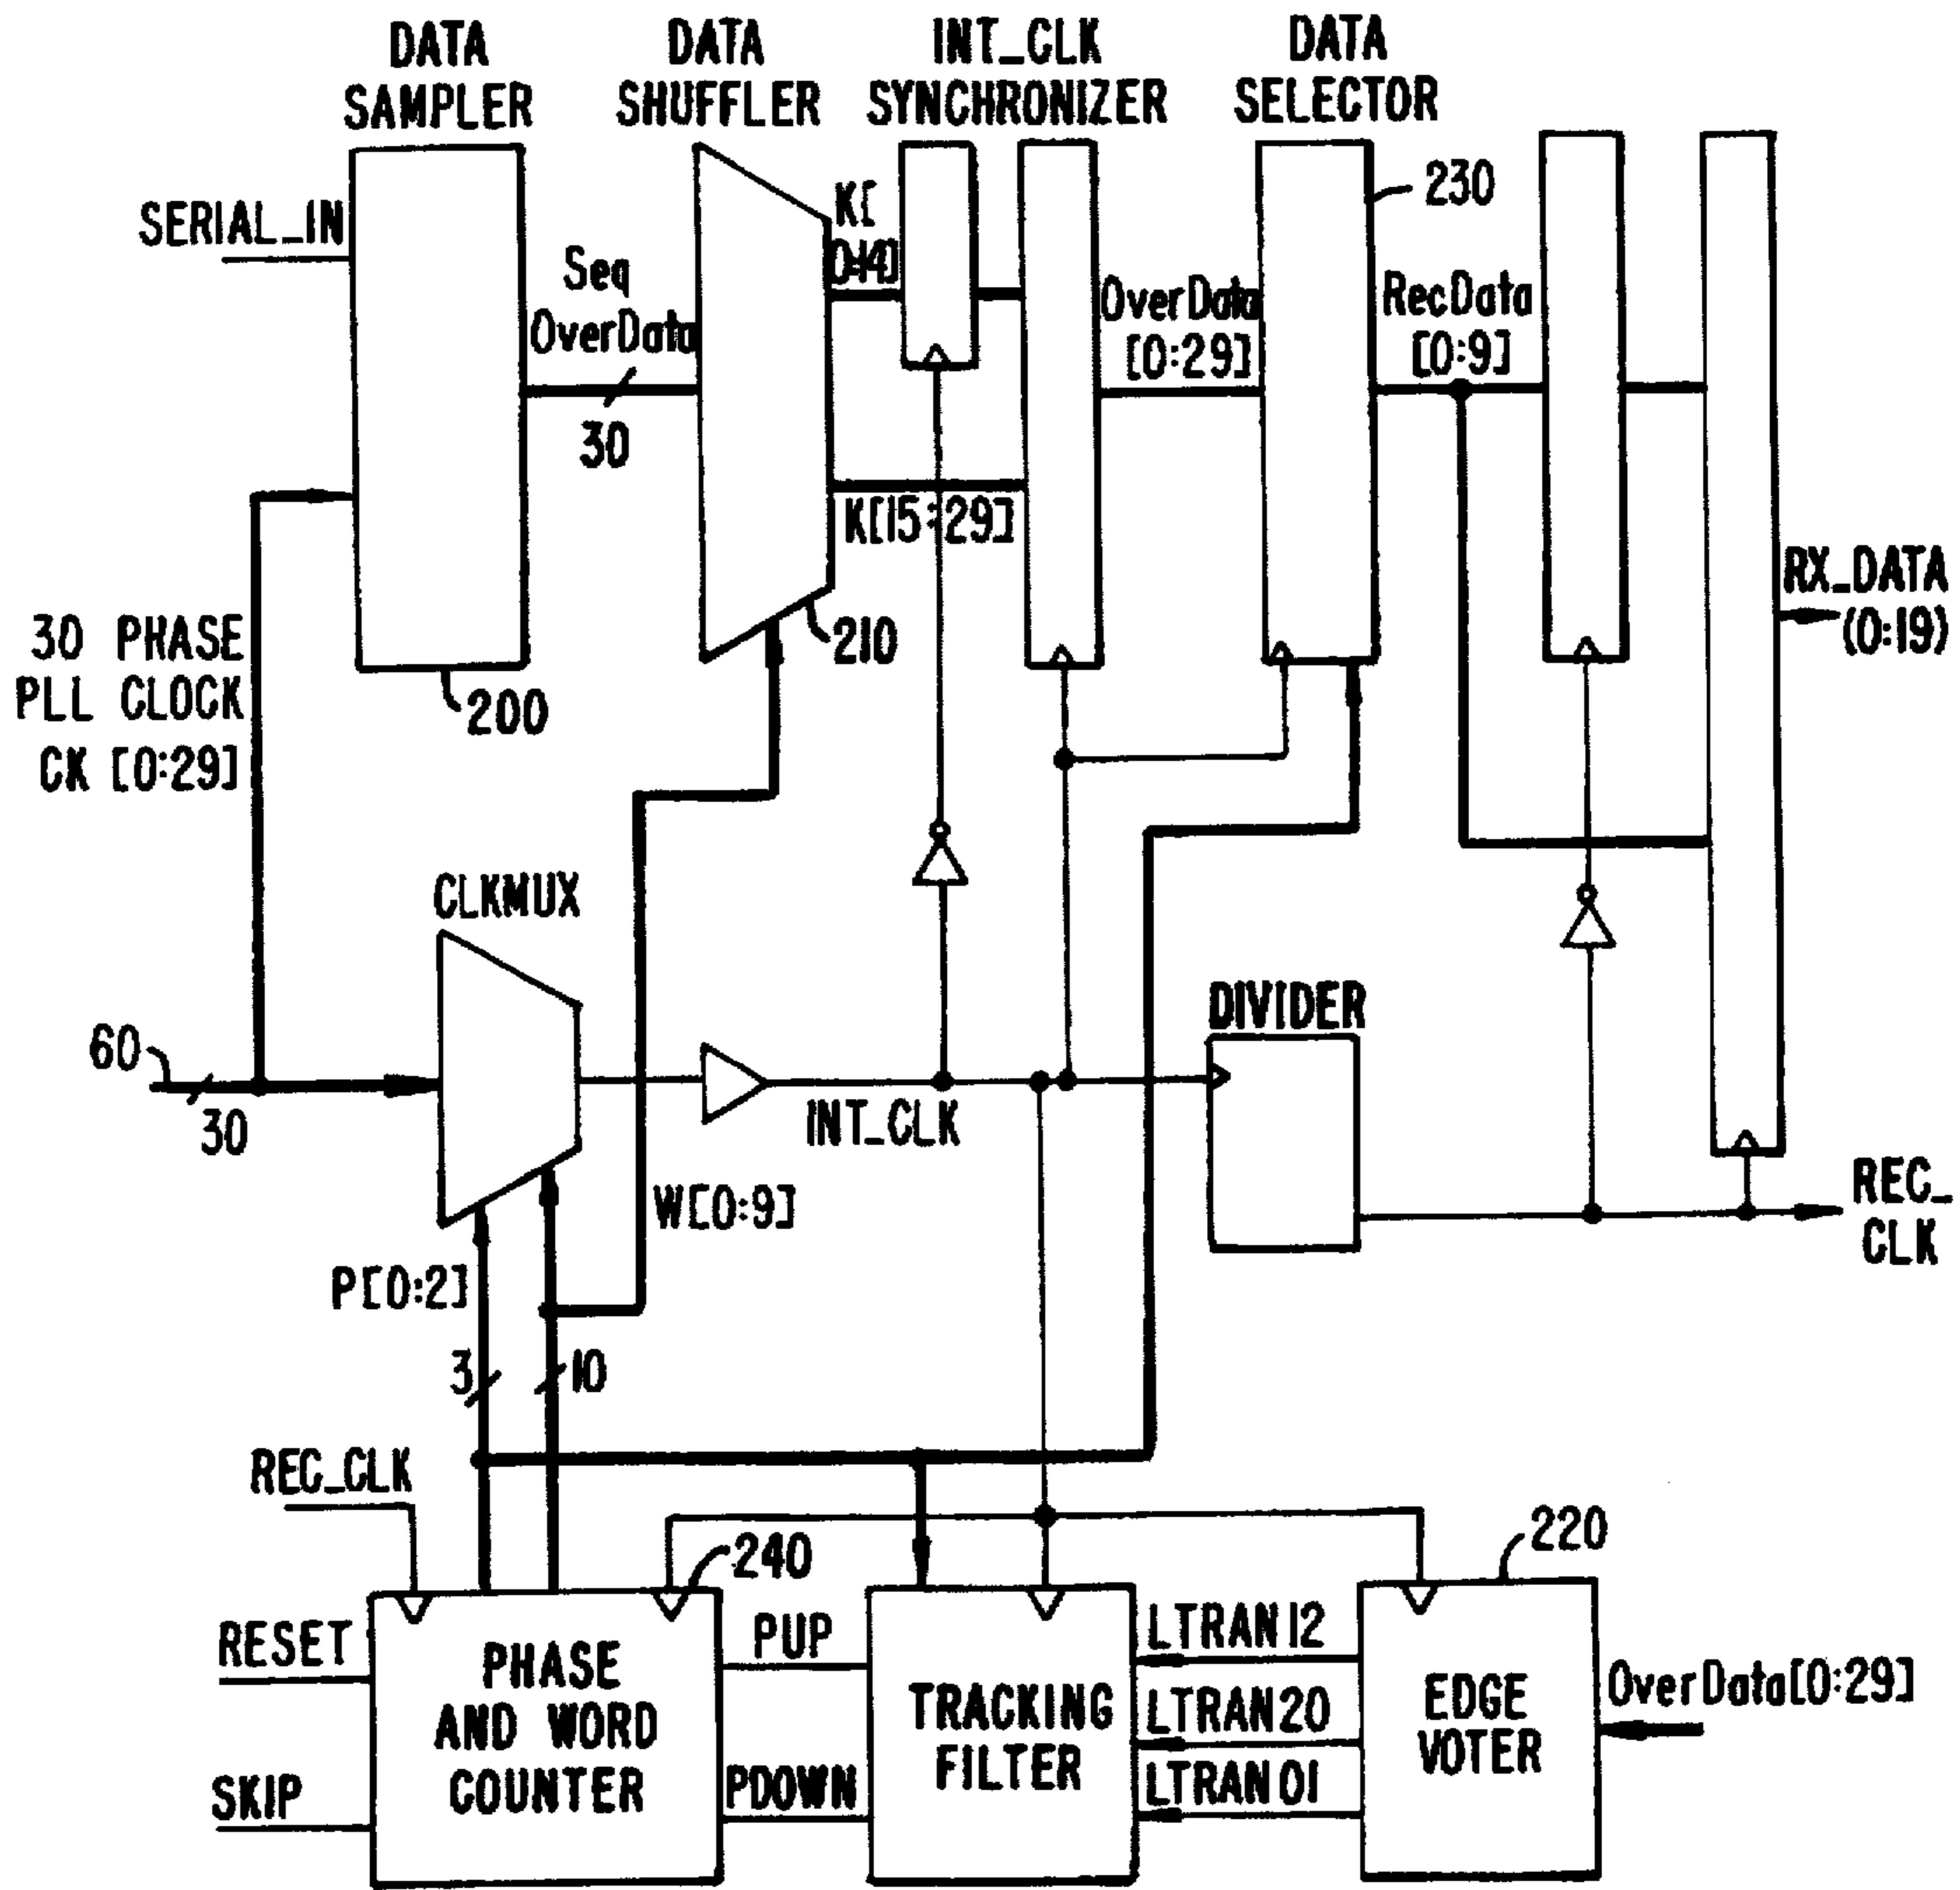 DATA
SAMPLER
DATA
SHUFFLER
INT_CLK
SYNCHRONIZER
DATA
SELECTOR
SERIAL_IN
Seq
OverData
30
K[
0:14]
OverData
[0:29]
230
RecData
[0:9]
K[15:29]
RX_DATA
(0:19)
30 PHASE
PLL CLOCK
CK [0:29]
200
210
CLKMUX
60
30
INT_CLK
DIVIDER
REC_
CLK
W[0:9]
P[0:2]
3
10
REC_CLK
240
220
RESET
SKIP
PHASE
AND WORD
COUNTER
PUP
PDOWN
TRACKING
FILTER
LTRAN12
LTRAN20
LTRAN01
EDGE
VOTER
OverData[0:29]